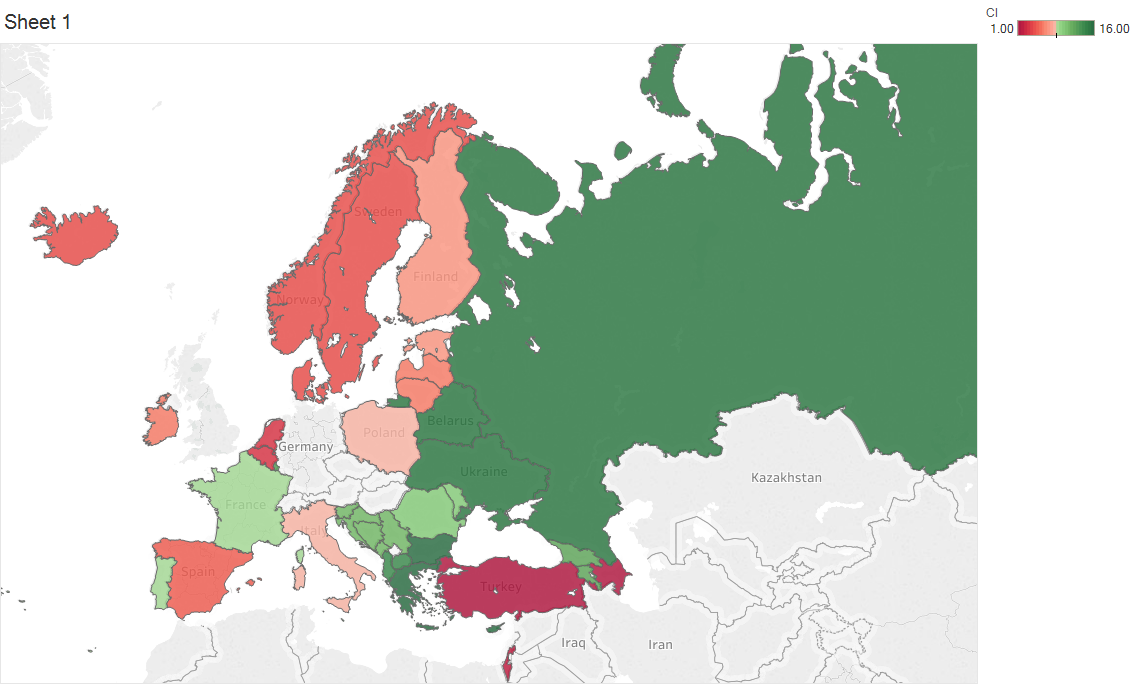 Sheet 1
CI
1.00 16.00
Sweden
Finland
Norway
Belarus
Poland
Germany
Ukraine
Kazakhstan
France
Italy
Spain
Turkey
Iraq
Iran